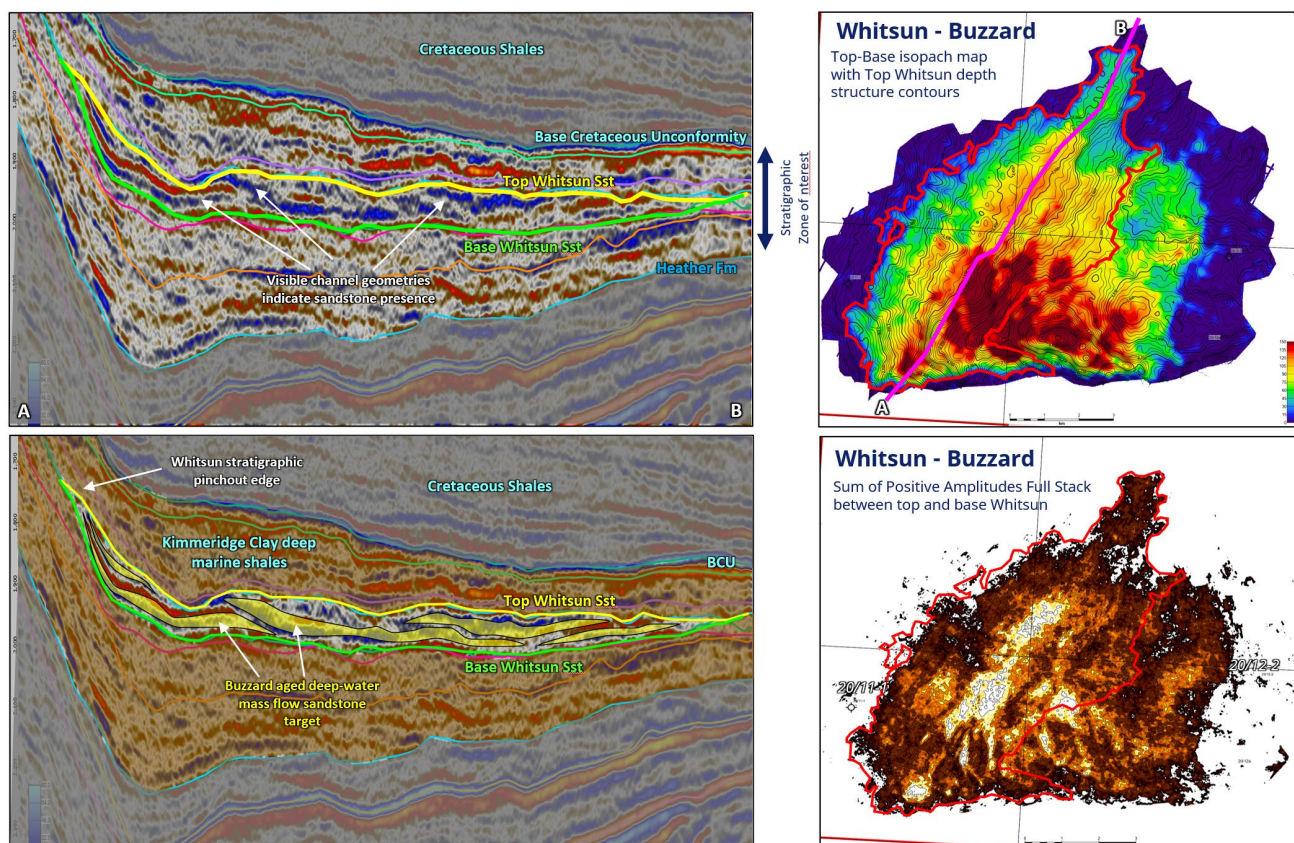 Cretaceous Shales
Base Cretaceous Unconformity
Top Whitsun Sst
Base Whitsun Sst
Heather Fm
Visible channel geometries
indicate sandstone presence
A
B
Stratigraphic
Zone of nterest
Whitsun - Buzzard
Top-Base isopach map
with Top Whitsun depth
structure contours
B
A
Whitsun stratigraphic
pinchout edge
Cretaceous Shales
Kimmeridge Clay deep
marine shales
BCU
Top Whitsun Sst
Base Whitsun Sst
Buzzard aged deep-water
mass flow sandstone
target
Whitsun - Buzzard
Sum of Positive Amplitudes Full Stack
between top and base Whitsun
20/11-1
20/12-2